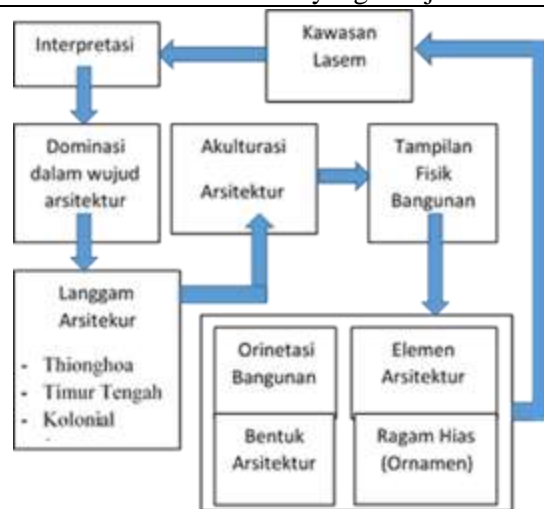 Kawasan
Lasem
Interpretasi
Dominasi
dalam wujud
arsitektur
Langgam
Arsitekur
- Thionghoa
- Timur Tengah
- Kolonial
Akulturasi
Arsitektur
Tampilan
Fisik
Bangunan
Orinetasi
Bangunan
Elemen
Arsitektur
Bentuk
Arsitektur
Ragam Hias
(Ornamen)